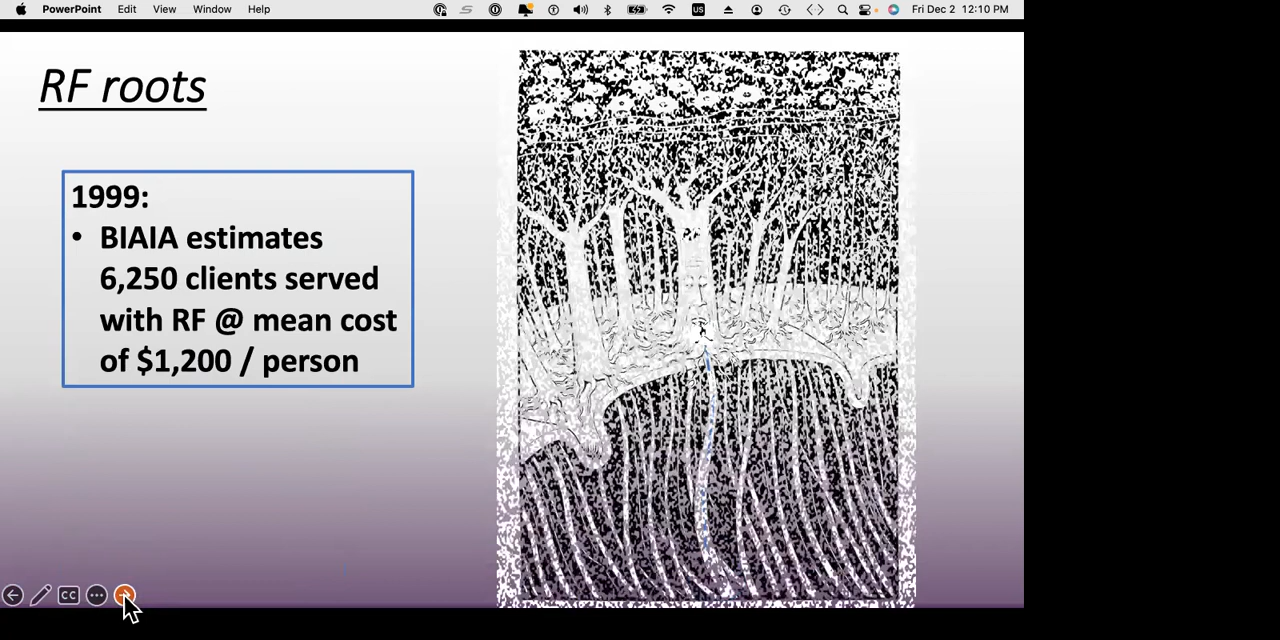 PowerPoint Edit View Window Help US Fri Dec 2 12:10 PM
RF roots
1999:
• BIAIA estimates
6,250 clients served
with RF @ mean cost
of $1,200 / person
CC